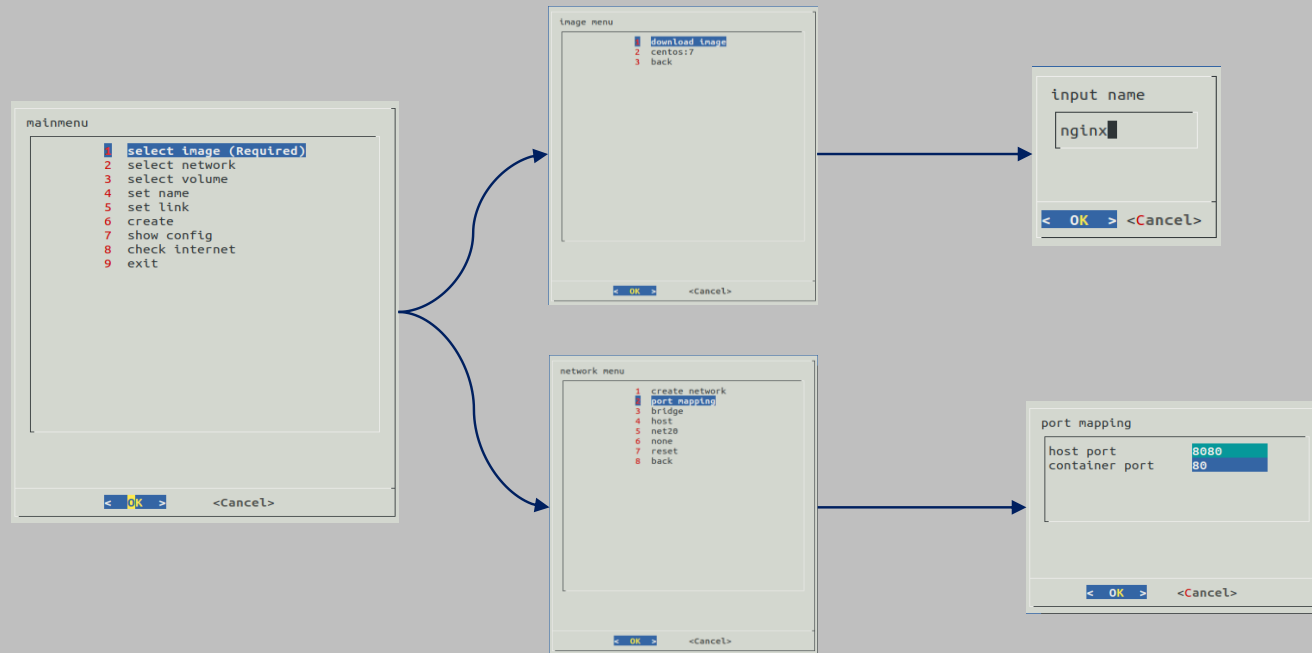 mainmenu
1 select image (Required)
2 select network
3 select volume
4 set name
5 set link
6 create
7 show config
8 check internet
9 exit
< OK > <Cancel>
image menu
1 download image
2 centos:7
3 back
< OK > <Cancel>
input name
nginx
< OK > <Cancel>
network menu
1 create network
2 port mapping
3 bridge
4 host
5 net20
6 none
7 reset
8 back
< OK > <Cancel>
port mapping
host port 8080
container port 80
< OK > <Cancel>